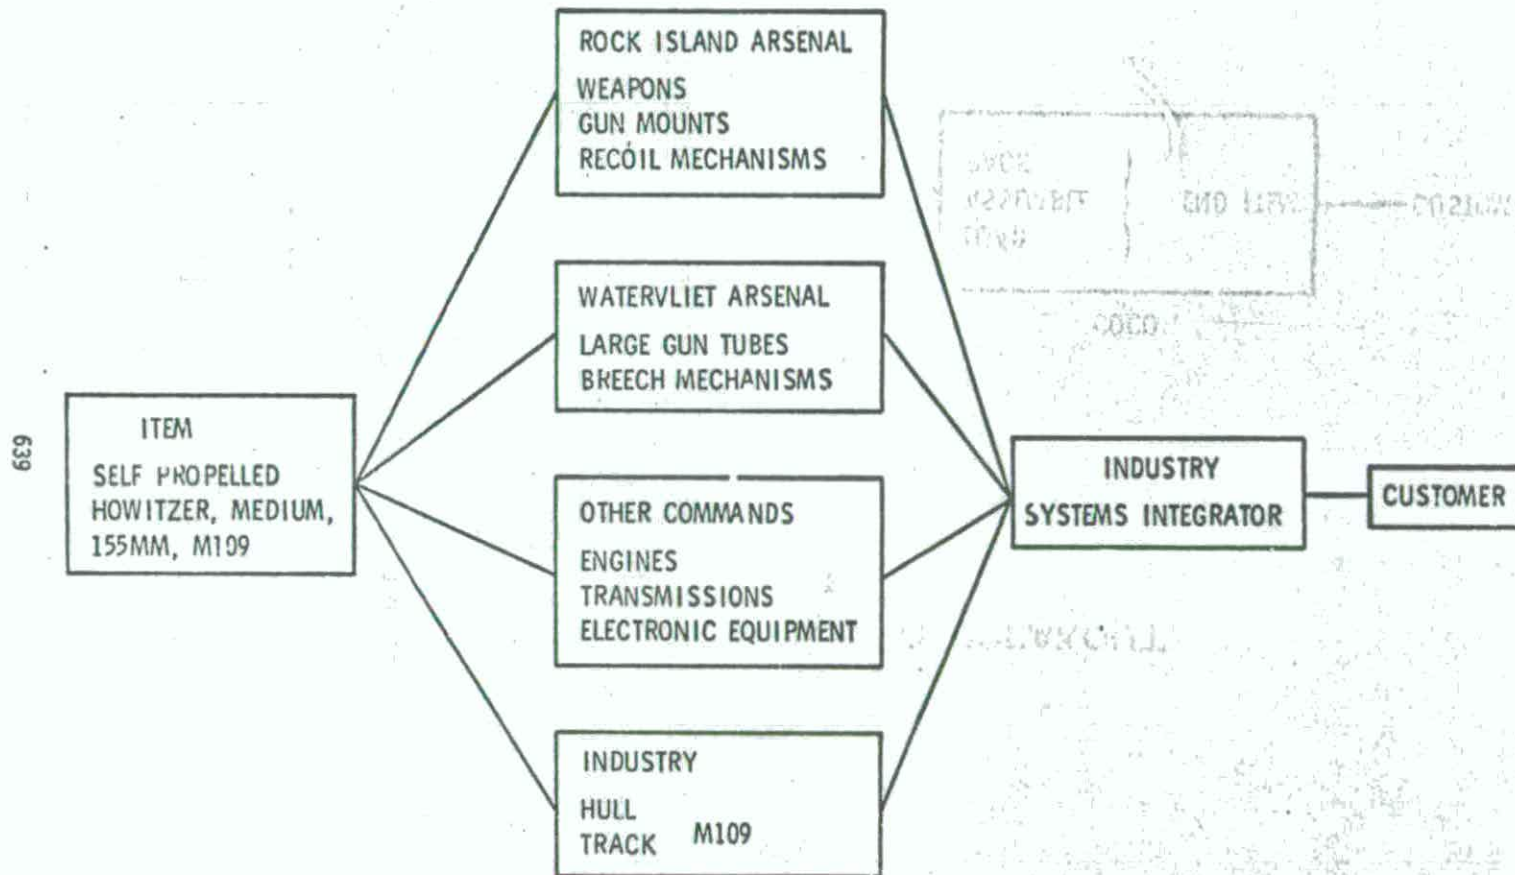 639
ITEM
SELF PROPELLED
HOWITZER, MEDIUM,
155MM, M109
ROCK ISLAND ARSENAL
WEAPONS
GUN MOUNTS
RECOIL MECHANISMS
WATERVLIET ARSENAL
LARGE GUN TUBES
BREECH MECHANISMS
OTHER COMMANDS
ENGINES
TRANSMISSIONS
ELECTRONIC EQUIPMENT
INDUSTRY
HULL
TRACK M109
INDUSTRY
SYSTEMS INTEGRATOR
CUSTOMER